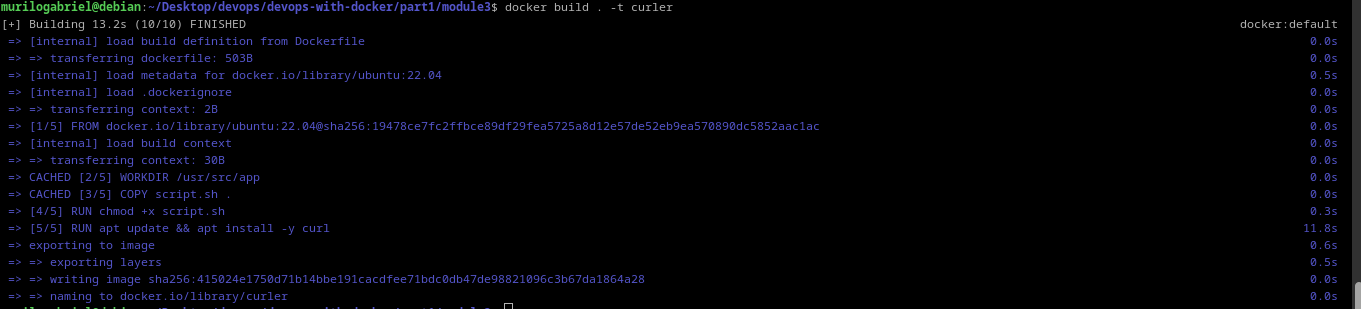 murilogabriel@debian:~/Desktop/devops/devops-with-docker/part1/module3$ docker build . -t curler
[+] Building 13.2s (10/10) FINISHED docker:default
=> [internal] load build definition from Dockerfile 0.0s
=> => transferring dockerfile: 503B 0.0s
=> [internal] load metadata for docker.io/library/ubuntu:22.04 0.5s
=> [internal] load .dockerignore 0.0s
=> => transferring context: 2B 0.0s
=> [1/5] FROM docker.io/library/ubuntu:22.04@sha256:19478ce7fc2ffbce89df29fea5725a8d12e57de52eb9ea570890dc5852aac1ac 0.0s
=> [internal] load build context 0.0s
=> => transferring context: 30B 0.0s
=> CACHED [2/5] WORKDIR /usr/src/app 0.0s
=> CACHED [3/5] COPY script.sh . 0.0s
=> [4/5] RUN chmod +x script.sh 0.3s
=> [5/5] RUN apt update && apt install -y curl 11.8s
=> exporting to image 0.6s
=> => exporting layers 0.5s
=> => writing image sha256:415024e1750d71b14bbe191cacdfee71bdc0db47de98821096c3b67da1864a28 0.0s
=> => naming to docker.io/library/curler 0.0s